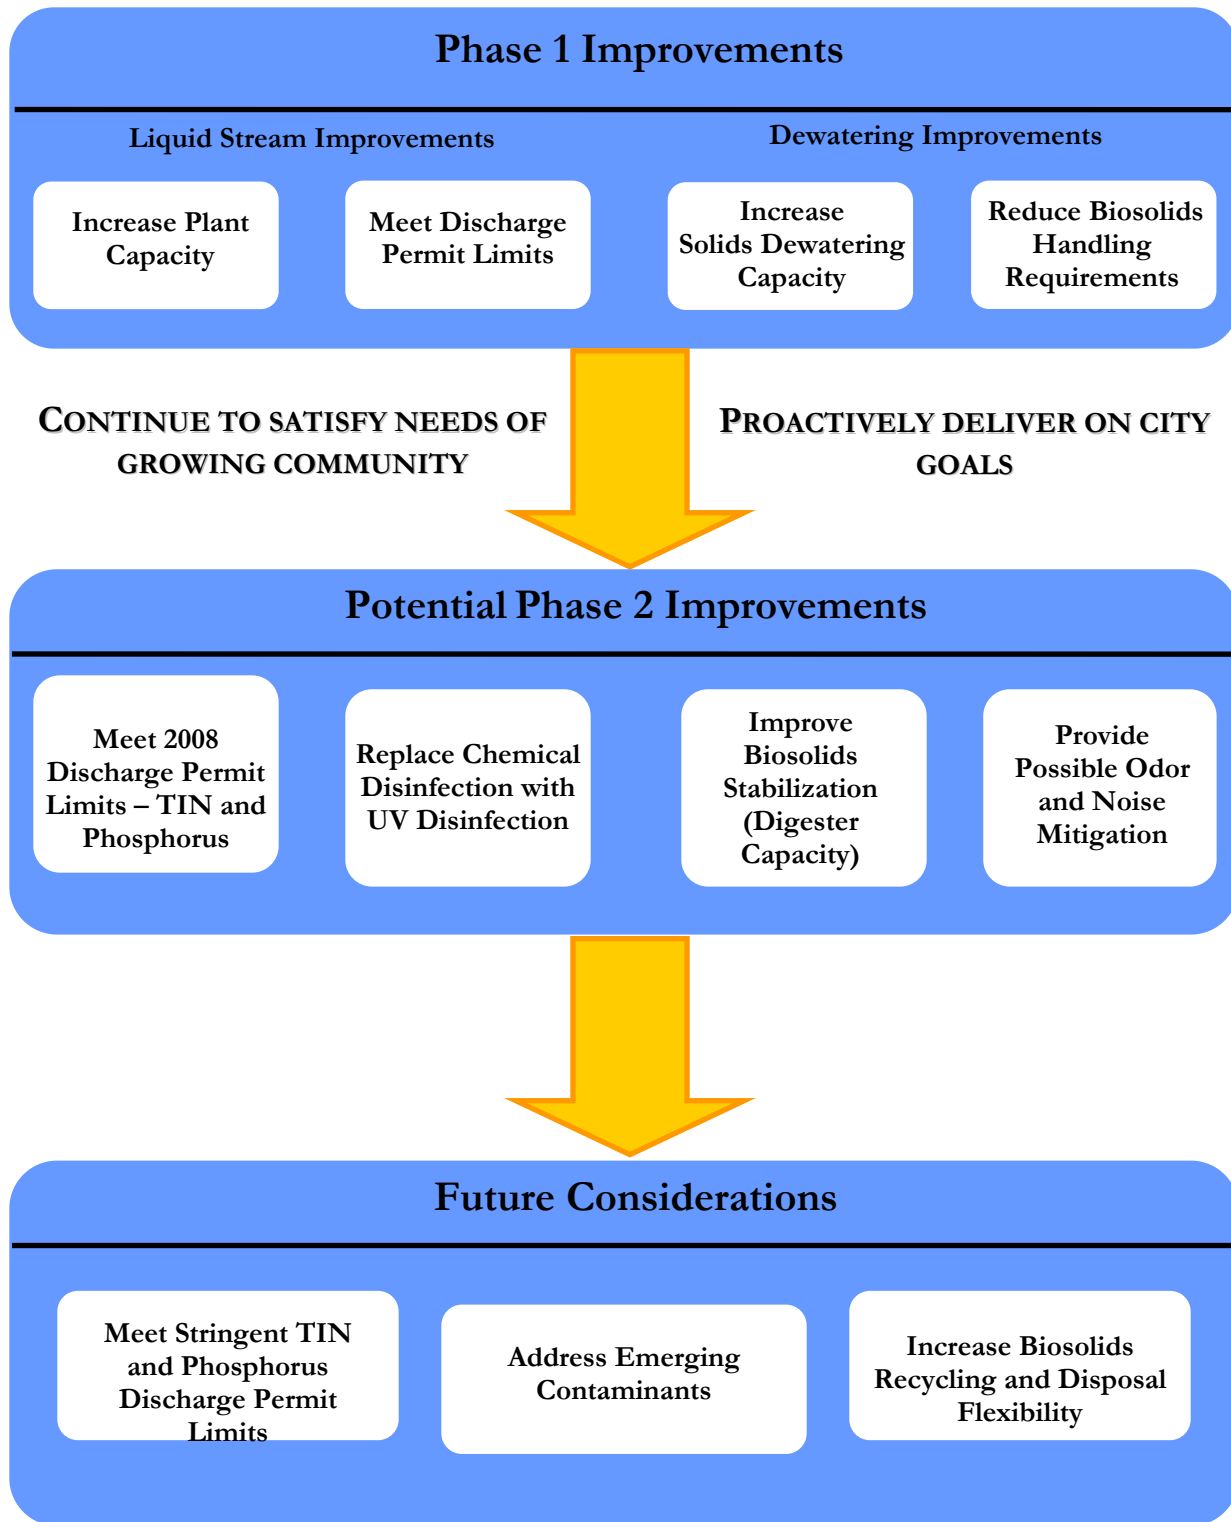 Phase 1 Improvements
Liquid Stream Improvements
Dewatering Improvements
Increase Plant
Capacity
Meet Discharge
Permit Limits
Increase
Solids Dewatering
Capacity
Reduce Biosolids
Handling
Requirements
CONTINUE TO SATISFY NEEDS OF
GROWING COMMUNITY
PROACTIVELY DELIVER ON CITY
GOALS
Potential Phase 2 Improvements
Meet 2008
Discharge Permit
Limits – TIN and
Phosphorus
Replace Chemical
Disinfection with
UV Disinfection
Improve
Biosolids
Stabilization
(Digester
Capacity)
Provide
Possible Odor
and Noise
Mitigation
Future Considerations
Meet Stringent TIN
and Phosphorus
Discharge Permit
Limits
Address Emerging
Contaminants
Increase Biosolids
Recycling and Disposal
Flexibility